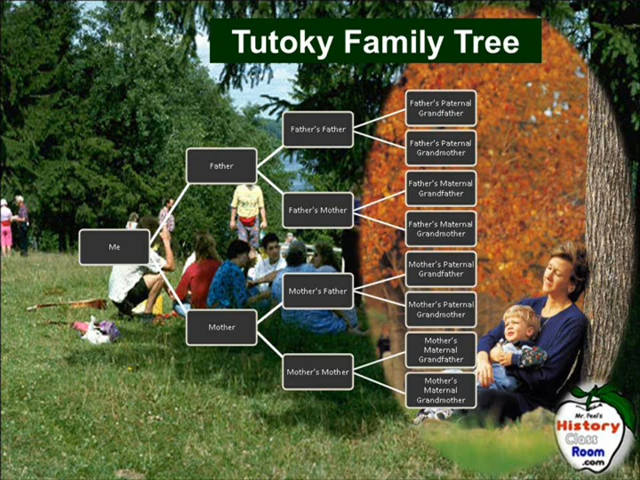 Tutoky Family Tree
Father's Paternal
Grandfather
Father's Father
Father's Paternal
Grandmother
Father
Father's Maternal
Grandfather
Father's Mother
Father's Maternal
Grandmother
Me
Mother's Paternal
Grandfather
Mother's Father
Mother's Paternal
Grandmother
Mother
Mother's
Maternal
Grandfather
Mother's Mother
Mother's
Maternal
Grandmother
Mr. Peel's
History
Class
Room
.com